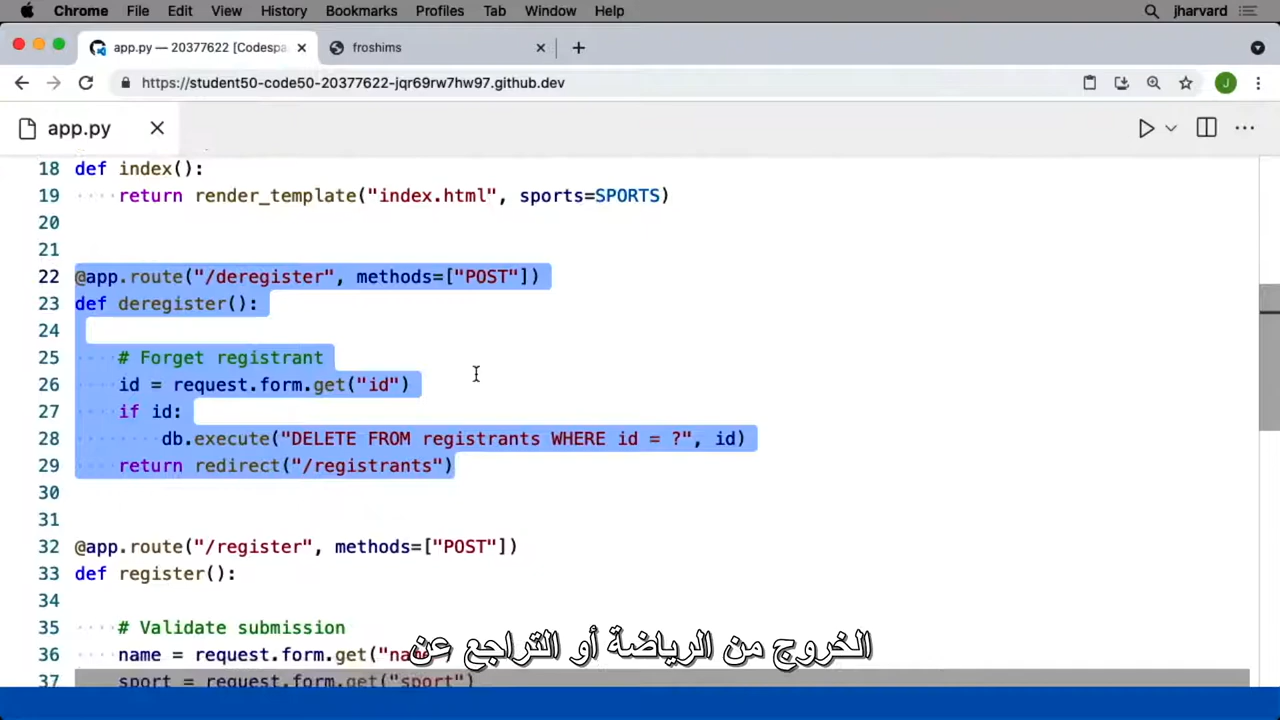 Chrome File Edit View History Bookmarks Profiles Tab Window Help jharvard
app.py — 20377622 [Codespa froshims
https://student50-code50-20377622-jqr69rw7hw97.github.dev J
app.py
18 def index():
19 return render_template("index.html", sports=SPORTS)
20
21
22 @app.route("/deregister", methods=["POST"])
23 def deregister():
24
25 # Forget registrant
26 id = request.form.get("id")
27 if id:
28 db.execute("DELETE FROM registrants WHERE id = ?", id)
29 return redirect("/registrants")
30
31
32 @app.route("/register", methods=["POST"])
33 def register():
34
35 # Validate submission
36 name = request.form.get("name")
37 sport = request.form.get("sport")
الخروج من الرياضة أو التراجع عن